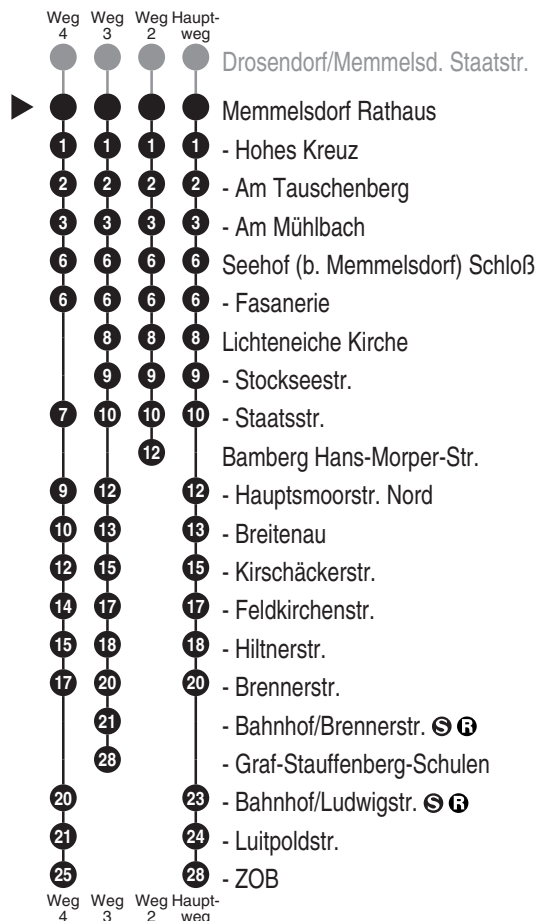 Weg Weg Weg Haupt-
4 3 2 weg
Drosendorf/Memmelsd. Staatstr.
Memmelsdorf Rathaus
1 1 1 1 - Hohes Kreuz
2 2 2 2 - Am Tauschenberg
3 3 3 3 - Am Mühlbach
6 6 6 6 Seehof (b. Memmelsdorf) Schloß
6 6 6 6 - Fasanerie
8 8 8 Lichteneiche Kirche
9 9 9 - Stockseestr.
7 10 10 10 - Staatsstr.
12 Bamberg Hans-Morper-Str.
9 12 12 - Hauptsmoorstr. Nord
10 13 13 - Breitenau
12 15 15 - Kirschäckerstr.
14 17 17 - Feldkirchenstr.
15 18 18 - Hiltnerstr.
17 20 20 - Brennerstr.
21 - Bahnhof/Brennerstr. S R
28 - Graf-Stauffenberg-Schulen
20 23 - Bahnhof/Ludwigstr. S R
21 24 - Luitpoldstr.
25 28 - ZOB
Weg Weg Weg Haupt-
4 3 2 weg